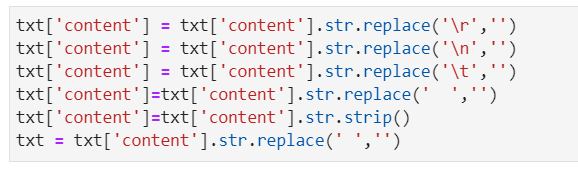 txt['content'] = txt['content'].str.replace('\r','')
txt['content'] = txt['content'].str.replace('\n','')
txt['content'] = txt['content'].str.replace('\t','')
txt['content']=txt['content'].str.replace('  ','')
txt['content']=txt['content'].str.strip()
txt = txt['content'].str.replace(' ','')